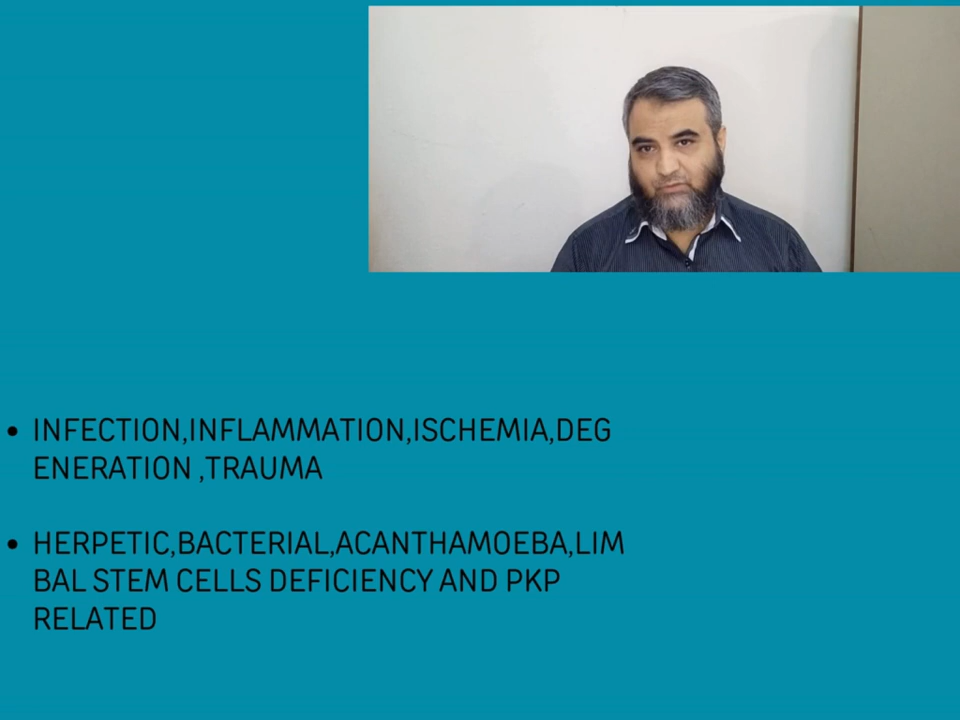 • INFECTION,INFLAMMATION,ISCHEMIA,DEG
ENERATION ,TRAUMA
• HERPETIC,BACTERIAL,ACANTHAMOEBA,LIM
BAL STEM CELLS DEFICIENCY AND PKP
RELATED